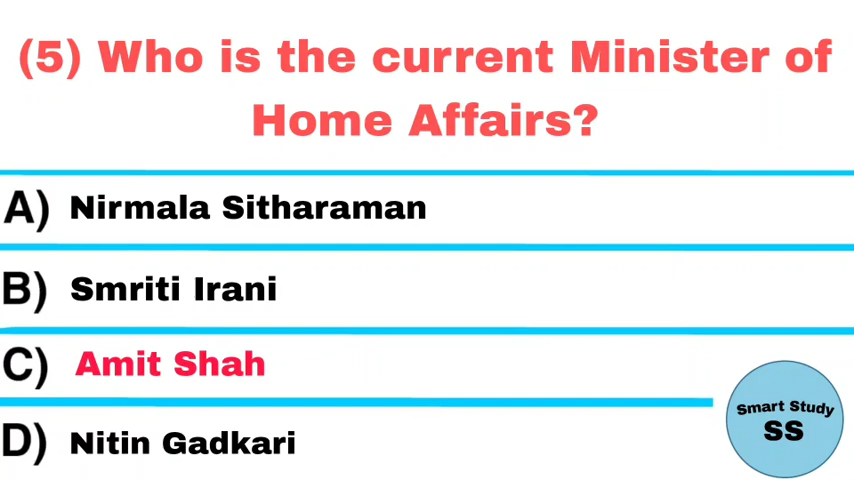 (5) Who is the current Minister of
Home Affairs?
A) Nirmala Sitharaman
B) Smriti Irani
C) Amit Shah
D) Nitin Gadkari
Smart Study
SS